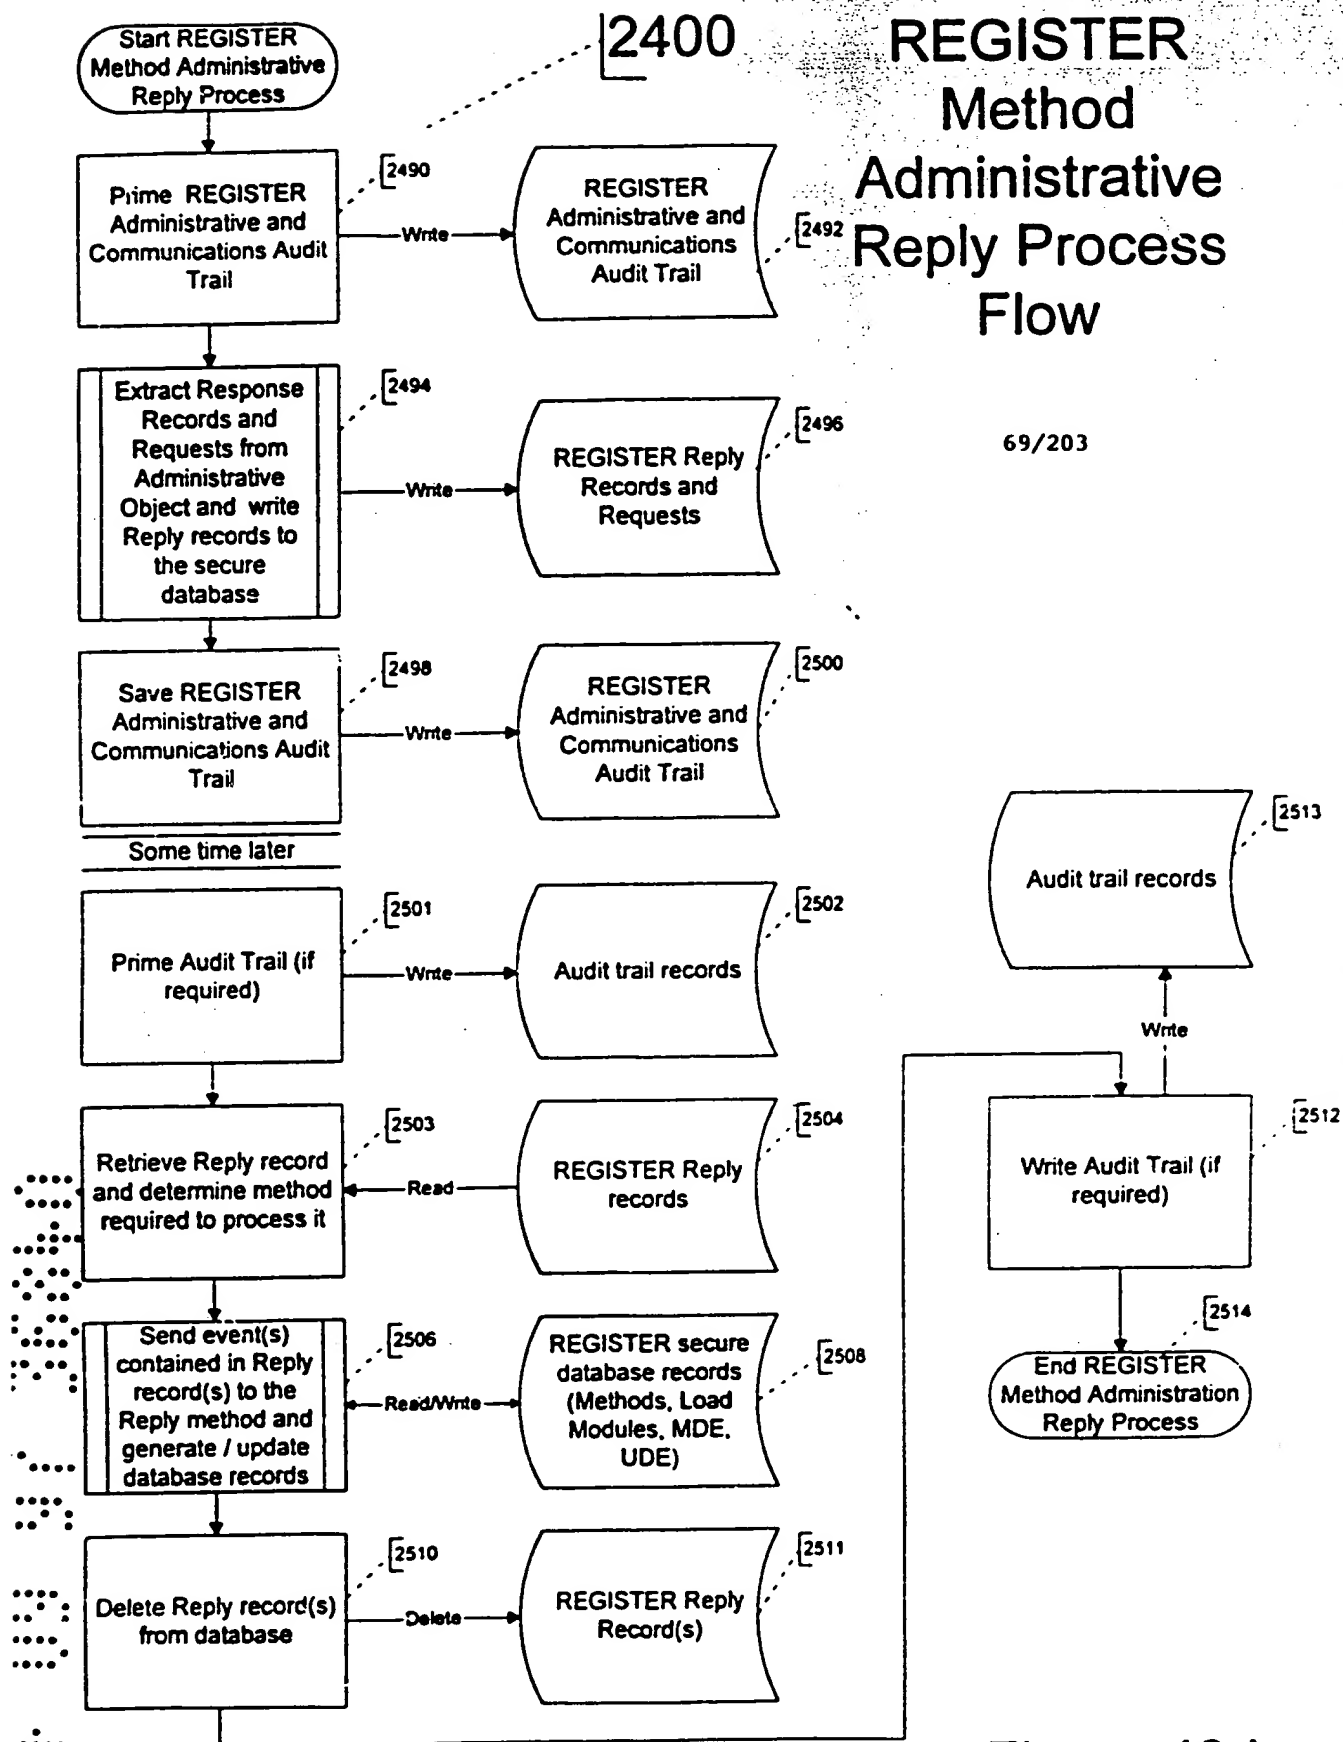 Start REGISTER
Method Administrative
Reply Process
2400
REGISTER
Method
Administrative
Reply Process
Flow
69/203
Prime REGISTER
Administrative and
Communications Audit
Trail
2490
Write
REGISTER
Administrative and
Communications
Audit Trail
2492
Extract Response
Records and
Requests from
Administrative
Object and write
Reply records to
the secure
database
2494
Write
REGISTER Reply
Records and
Requests
2496
Save REGISTER
Administrative and
Communications Audit
Trail
2498
Write
REGISTER
Administrative and
Communications
Audit Trail
2500
Some time later
Prime Audit Trail (if
required)
2501
Write
Audit trail records
2502
Retrieve Reply record
and determine method
required to process it
2503
Read
REGISTER Reply
records
2504
Send event(s)
contained in Reply
record(s) to the
Reply method and
generate / update
database records
2506
Read/Write
REGISTER secure
database records
(Methods, Load
Modules, MDE,
UDE)
2508
Delete Reply record(s)
from database
2510
Delete
REGISTER Reply
Record(s)
2511
Audit trail records
2513
Write
Write Audit Trail (if
required)
2512
2514
End REGISTER
Method Administration
Reply Process